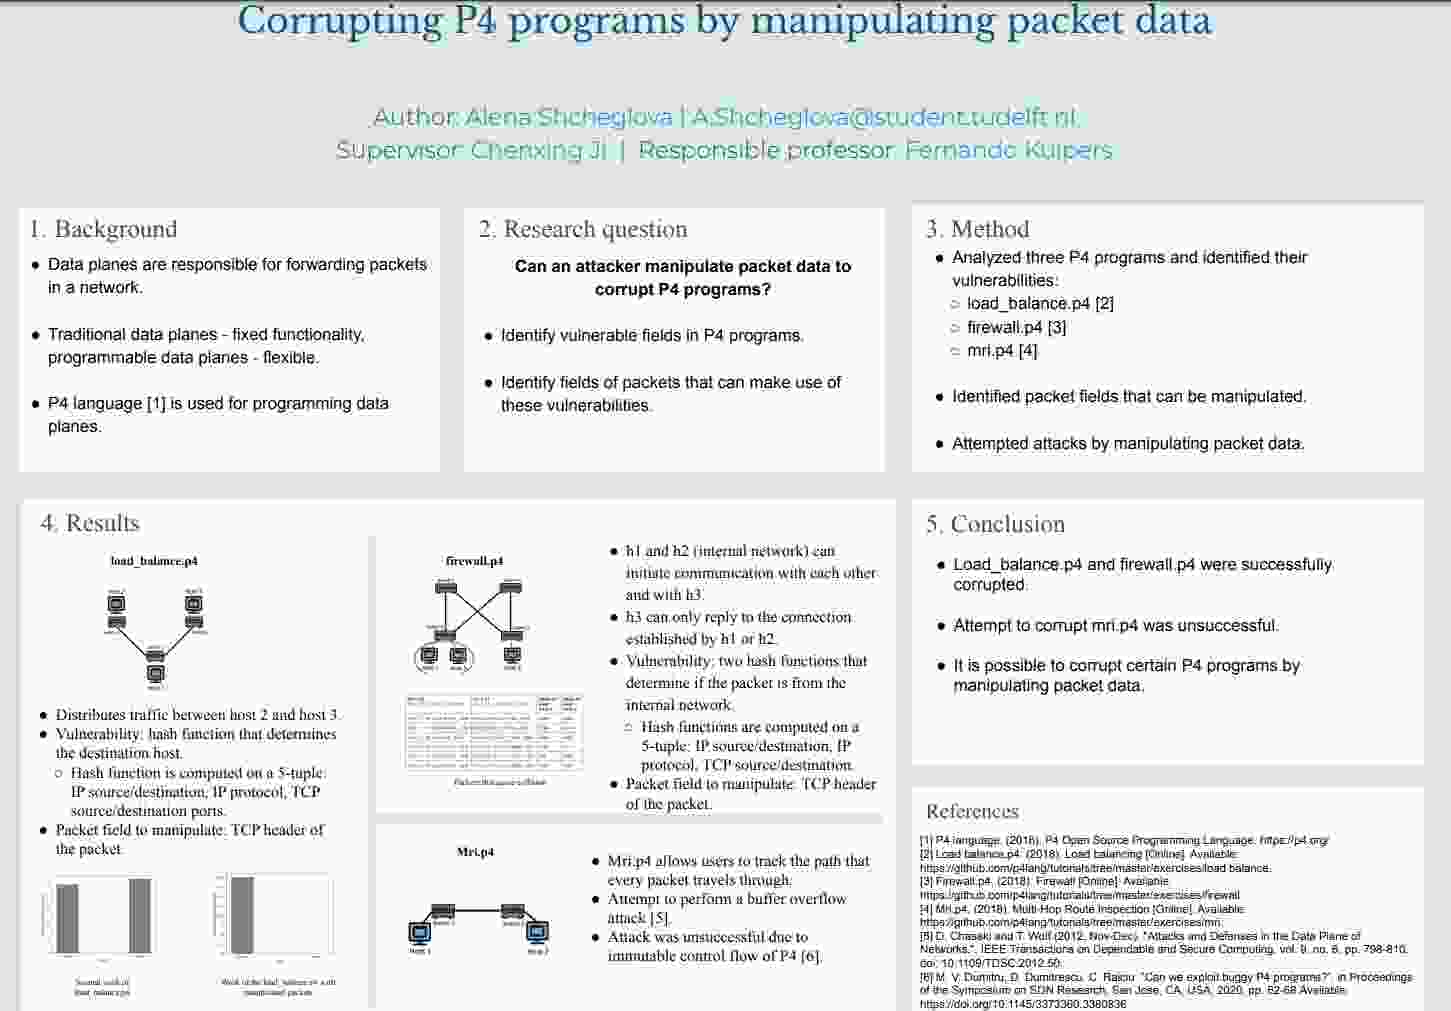 Corrupting P4 programs by manipulating packet data
Author: Alena Shcheglova | A.Shcheglova@student.tudelft.nl
Supervisor: Chenxing Ji | Responsible professor: Fernando Kuipers
1. Background
● Data planes are responsible for forwarding packets
in a network.
● Traditional data planes - fixed functionality,
programmable data planes - flexible.
● P4 language [1] is used for programming data
planes.
2. Research question
Can an attacker manipulate packet data to
corrupt P4 programs?
● Identify vulnerable fields in P4 programs.
● Identify fields of packets that can make use of
these vulnerabilities.
3. Method
● Analyzed three P4 programs and identified their
vulnerabilities:
○ load_balance.p4 [2]
○ firewall.p4 [3]
○ mri.p4 [4]
● Identified packet fields that can be manipulated.
● Attempted attacks by manipulating packet data.
4. Results
load_balance.p4
● Distributes traffic between host 2 and host 3.
● Vulnerability: hash function that determines
the destination host.
○ Hash function is computed on a 5-tuple:
IP source/destination, IP protocol, TCP
source/destination ports.
● Packet field to manipulate: TCP header of
the packet.
Normal work of
load_balance.p4
Work of the load_balance.p4 with
manipulated packets
firewall.p4
● h1 and h2 (internal network) can
initiate communication with each other
and with h3.
● h3 can only reply to the connection
established by h1 or h2.
● Vulnerability: two hash functions that
determine if the packet is from the
internal network.
○ Hash functions are computed on a
5-tuple: IP source/destination, IP
protocol, TCP source/destination.
● Packet field to manipulate: TCP header
of the packet.
Packets that cause collisions
Mri.p4
● Mri.p4 allows users to track the path that
every packet travels through.
● Attempt to perform a buffer overflow
attack [5].
● Attack was unsuccessful due to
immutable control flow of P4 [6].
5. Conclusion
● Load_balance.p4 and firewall.p4 were successfully
corrupted.
● Attempt to corrupt mri.p4 was unsuccessful.
● It is possible to corrupt certain P4 programs by
manipulating packet data.
References
[1] P4 language. (2018). P4 Open Source Programming Language. https://p4.org/
[2] Load balance.p4. (2018). Load balancing [Online]. Available:
https://github.com/p4lang/tutorials/tree/master/exercises/load balance.
[3] Firewall.p4. (2018). Firewall [Online]. Available:
https://github.com/p4lang/tutorials/tree/master/exercises/firewall
[4] Mri.p4. (2018). Multi-Hop Route Inspection [Online]. Available:
https://github.com/p4lang/tutorials/tree/master/exercises/mri.
[5] D. Chasaki and T. Wolf (2012, Nov-Dec). "Attacks and Defenses in the Data Plane of
Networks,". IEEE Transactions on Dependable and Secure Computing, vol. 9, no. 6, pp. 798-810,
doi: 10.1109/TDSC.2012.50.
[6] M. V. Dumitru, D. Dumitrescu, C. Raiciu. "Can we exploit buggy P4 programs?", in Proceedings
of the Symposium on SDN Research, San Jose, CA, USA, 2020, pp. 62-68 Available:
https://doi.org/10.1145/3373360.3380836